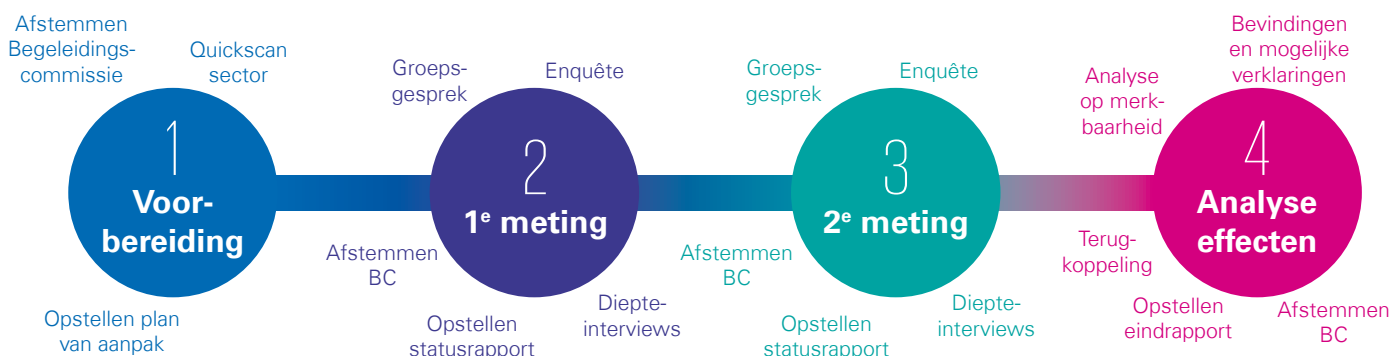 Afstemmen
Begeleidings-
commissie
Quickscan
sector
1
Voor-
bereiding
Opstellen plan
van aanpak
Groeps-
gesprek
Enquête
2
1e meting
Afstemmen
BC
Opstellen
statusrapport
Diepte-
interviews
Groeps-
gesprek
Enquête
3
2e meting
Afstemmen
BC
Opstellen
statusrapport
Diepte-
interviews
Analyse
op merk-
baarheid
Bevindingen
en mogelijke
verklaringen
4
Analyse
effecten
Terug-
koppeling
Opstellen
eindrapport
Afstemmen
BC